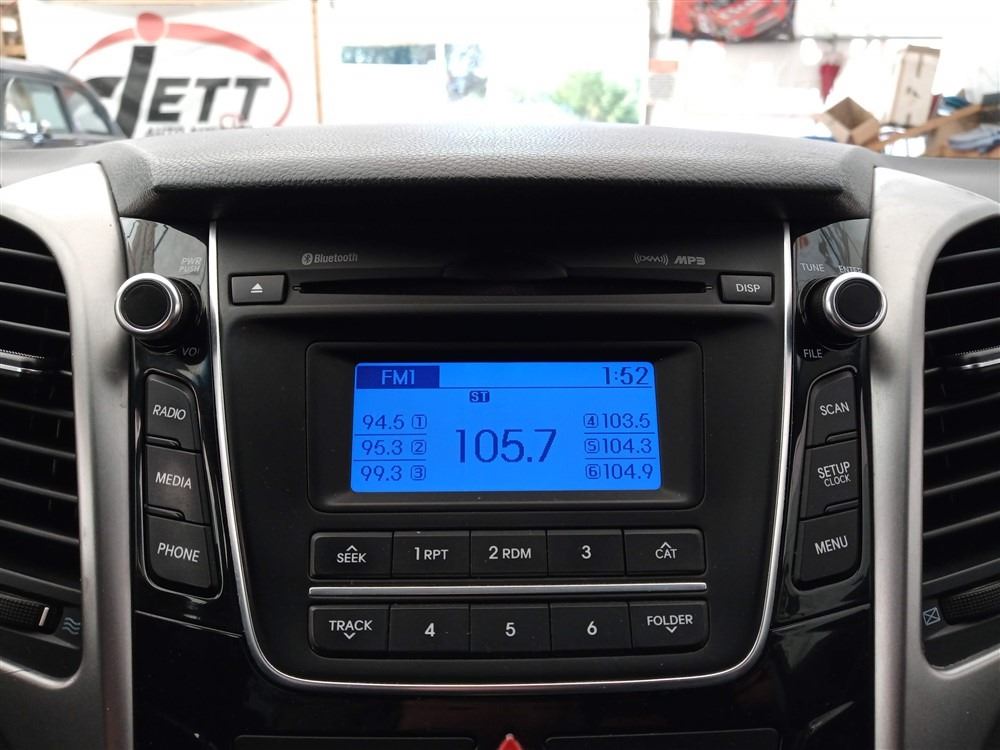 JETT
Bluetooth
((XM))
MP3
PWR
PUSH
VOL
TUNE
ENTER
FILE
DISP
FM1
1:52
ST
94.5 1
95.3 2
99.3 3
105.7
4 103.5
5 104.3
6 104.9
RADIO
MEDIA
PHONE
SCAN
SETUP
CLOCK
MENU
SEEK
1 RPT
2 RDM
3
CAT
TRACK
4
5
6
FOLDER